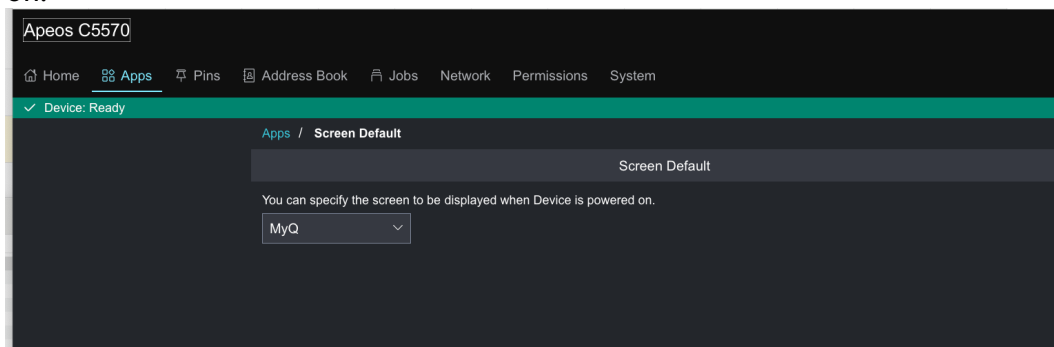 on.
Apeos C5570
Home Apps Pins Address Book Jobs Network Permissions System
Device: Ready
Apps / Screen Default
Screen Default
You can specify the screen to be displayed when Device is powered on.
MyQ